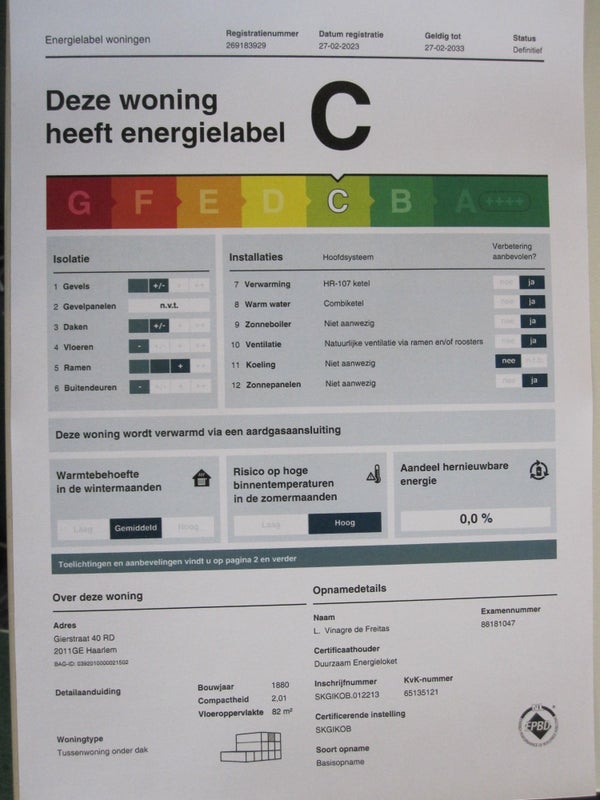 Energielabel woningen
Registratienummer
269183929
Datum registratie
27-02-2023
Geldig tot
27-02-2033
Status
Definitief
Deze woning
heeft energielabel
C
G F E D C B A++++
Isolatie
1 Gevels +/- + ++
2 Gevelpanelen n.v.t.
3 Daken +/- + ++
4 Vloeren - +/- + ++
5 Ramen + ++
6 Buitendeuren - +/- + ++
Installaties Hoofdsysteem Verbetering
aanbevolen?
7 Verwarming HR-107 ketel nee ja
8 Warm water Combiketel nee ja
9 Zonneboiler Niet aanwezig nee ja
10 Ventilatie Natuurlijke ventilatie via ramen en/of roosters nee ja
11 Koeling Niet aanwezig nee n.v.t.
12 Zonnepanelen Niet aanwezig nee ja
Deze woning wordt verwarmd via een aardgasaansluiting
Warmtebehoefte
in de wintermaanden
Laag Gemiddeld Hoog
Risico op hoge
binnentemperaturen
in de zomermaanden
Laag Hoog
Aandeel hernieuwbare
energie
0,0 %
Toelichtingen en aanbevelingen vindt u op pagina 2 en verder
Over deze woning
Adres
Gierstraat 40 RD
2011GE Haarlem
BAG-ID: 0392010000021502
Detailaanduiding
Bouwjaar 1880
Compactheid 2,01
Vloeroppervlakte 82 m²
Woningtype
Tussenwoning onder dak
Opnamedetails
Naam
L. Vinagre de Freitas
Examennummer
88181047
Certificaathouder
Duurzaam Energieloket
Inschrijfnummer
SKGIKOB.012213
KvK-nummer
65135121
Certificerende instelling
SKGIKOB
Soort opname
Basisopname
NL
EPBD